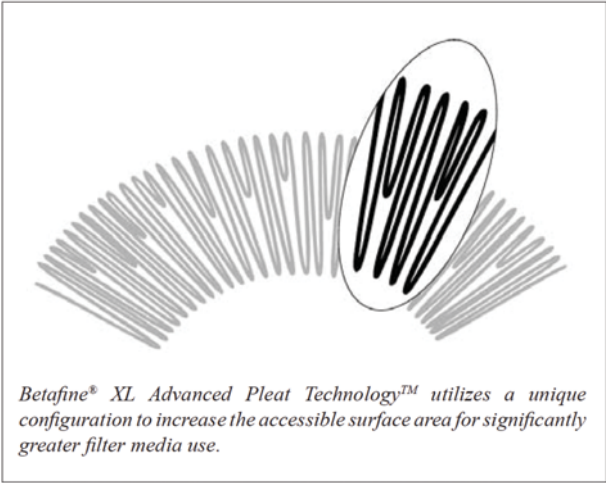 Betafine® XL Advanced Pleat Technology™ utilizes a unique
configuration to increase the accessible surface area for significantly
greater filter media use.